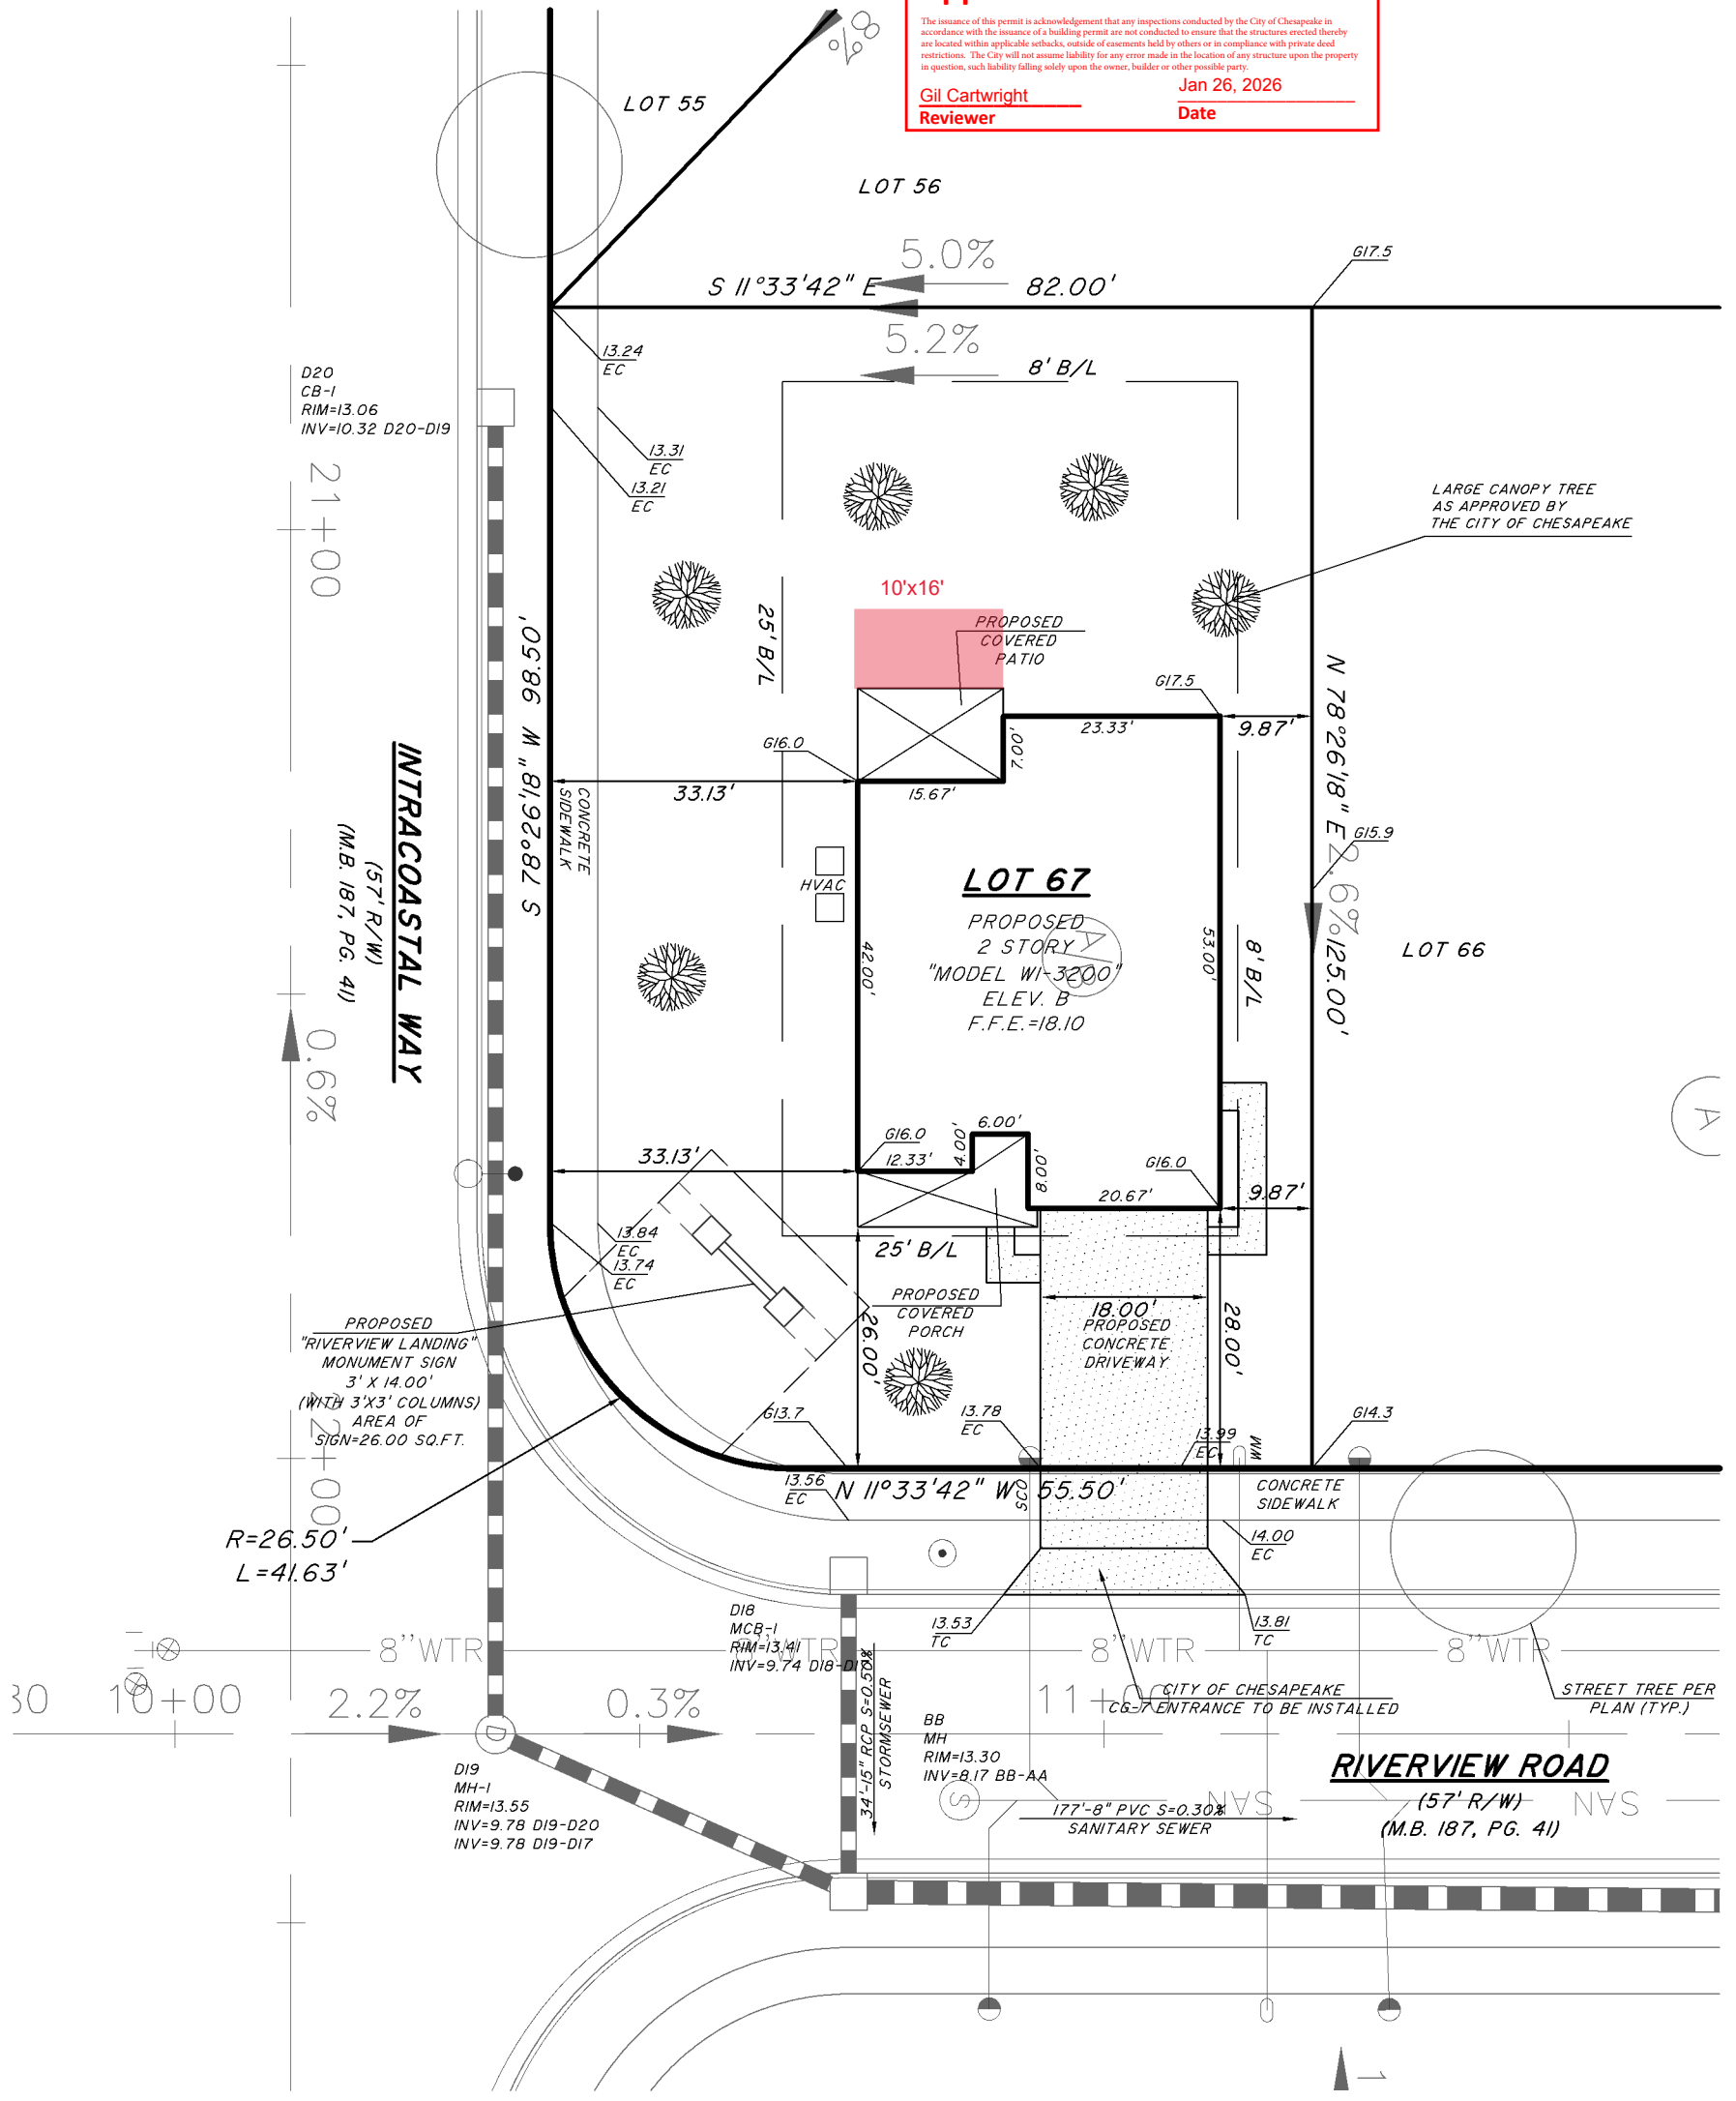 The issuance of this permit is acknowledgement that any inspections conducted by the City of Chesapeake in
accordance with the issuance of a building permit are not conducted to ensure that the structures erected thereby
are located within applicable setbacks, outside of easements held by others or in compliance with private deed
restrictions. The City will not assume liability for any error made in the location of any structure upon the property
in question, such liability falling solely upon the owner, builder or other possible party.
Gil Cartwright
Jan 26, 2026
Reviewer
Date
8%
LOT 55
LOT 56
5.0%
S 11°33'42" E
82.00'
G17.5
5.2%
8' B/L
13.24
EC
D20
CB-1
RIM=13.06
INV=10.32 D20-D19
13.31
EC
13.21
EC
21+00
LARGE CANOPY TREE
AS APPROVED BY
THE CITY OF CHESAPEAKE
10'x16'
25' B/L
PROPOSED
COVERED
PATIO
S 78°26'18" W 98.50'
N 78°26'18" E 125.00'
2.6%
G17.5
23.33'
9.87'
7.00'
G16.0
33.13'
15.67'
CONCRETE
SIDEWALK
INTRACOASTAL WAY
(57' R/W)
(M.B. 187, PG. 41)
G15.9
HVAC
LOT 67
PROPOSED
2 STORY
"MODEL WI-3200"
ELEV. B
F.F.E.=18.10
A/B
42.00'
53.00'
8' B/L
LOT 66
0.6%
A
33.13'
G16.0
12.33'
4.00'
6.00'
8.00'
G16.0
20.67'
9.87'
13.84
EC
13.74
EC
25' B/L
PROPOSED
COVERED
PORCH
26.00'
18.00'
PROPOSED
CONCRETE
DRIVEWAY
28.00'
PROPOSED
"RIVERVIEW LANDING"
MONUMENT SIGN
3' X 14.00'
(WITH 3'X3' COLUMNS)
AREA OF
SIGN=26.00 SQ.FT.
G13.7
13.78
EC
13.99
EC
WM
G14.3
13.56
EC
N 11°33'42" W
SCO
55.50'
CONCRETE
SIDEWALK
R=26.50'
L=41.63'
14.00
EC
D18
MCB-1
RIM=13.41
INV=9.74 D18-D17
13.53
TC
13.81
TC
8"WTR
8"WTR
8"WTR
8"WTR
10+00
2.2%
0.3%
11+00
CITY OF CHESAPEAKE
CG-7 ENTRANCE TO BE INSTALLED
STREET TREE PER
PLAN (TYP.)
34'-15" RCP S=0.50%
STORMSEWER
D
D19
MH-1
RIM=13.55
INV=9.78 D19-D20
INV=9.78 D19-D17
BB
MH
RIM=13.30
INV=8.17 BB-AA
S
177'-8" PVC S=0.30%
SANITARY SEWER
SAN
RIVERVIEW ROAD
(57' R/W)
(M.B. 187, PG. 41)
SAN